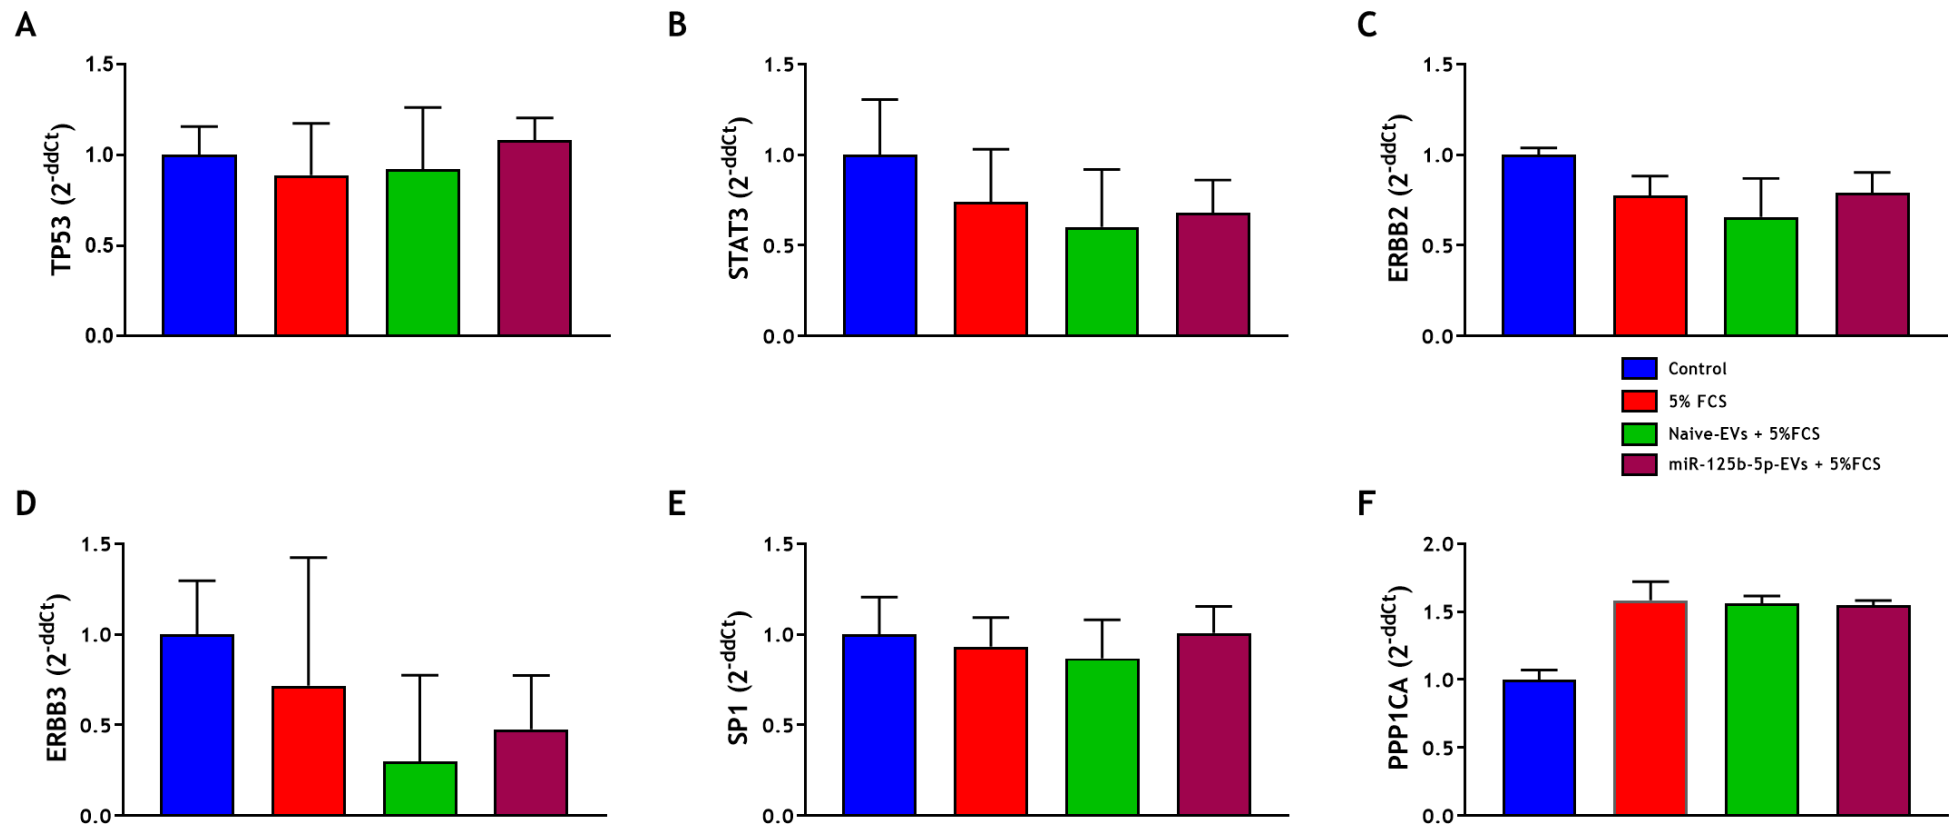 A
B
C
1.5
1.0
0.5
0.0
TP53 (2^-ddCt)
1.5
1.0
0.5
0.0
STAT3 (2^-ddCt)
1.5
1.0
0.5
0.0
ERBB2 (2^-ddCt)
Control
5% FCS
Naive-EVs + 5%FCS
miR-125b-5p-EVs + 5%FCS
D
E
F
1.5
1.0
0.5
0.0
ERBB3 (2^-ddCt)
1.5
1.0
0.5
0.0
SP1 (2^-ddCt)
2.0
1.5
1.0
0.5
0.0
PPP1CA (2^-ddCt)